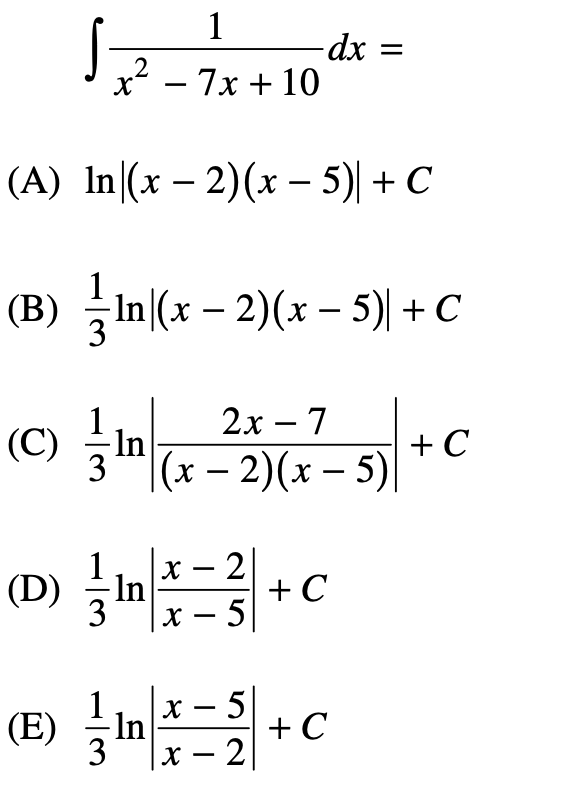 ∫ 1/(x² − 7x + 10) dx =
(A) ln|(x − 2)(x − 5)| + C
(B) 1/3 ln|(x − 2)(x − 5)| + C
(C) 1/3 ln|(2x − 7)/((x − 2)(x − 5))| + C
(D) 1/3 ln|(x − 2)/(x − 5)| + C
(E) 1/3 ln|(x − 5)/(x − 2)| + C